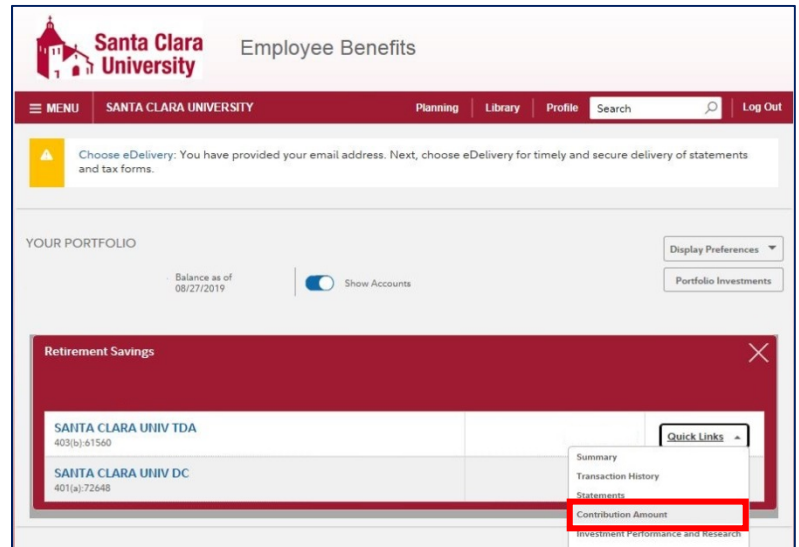 Santa Clara
University
Employee Benefits
MENU
SANTA CLARA UNIVERSITY
Planning
Library
Profile
Search
Log Out
Choose eDelivery: You have provided your email address. Next, choose eDelivery for timely and secure delivery of statements
and tax forms.
YOUR PORTFOLIO
Display Preferences
Balance as of
08/27/2019
Show Accounts
Portfolio Investments
Retirement Savings
SANTA CLARA UNIV TDA
403(b):61560
Quick Links
SANTA CLARA UNIV DC
401(a):72648
Summary
Transaction History
Statements
Contribution Amount
Investment Performance and Research